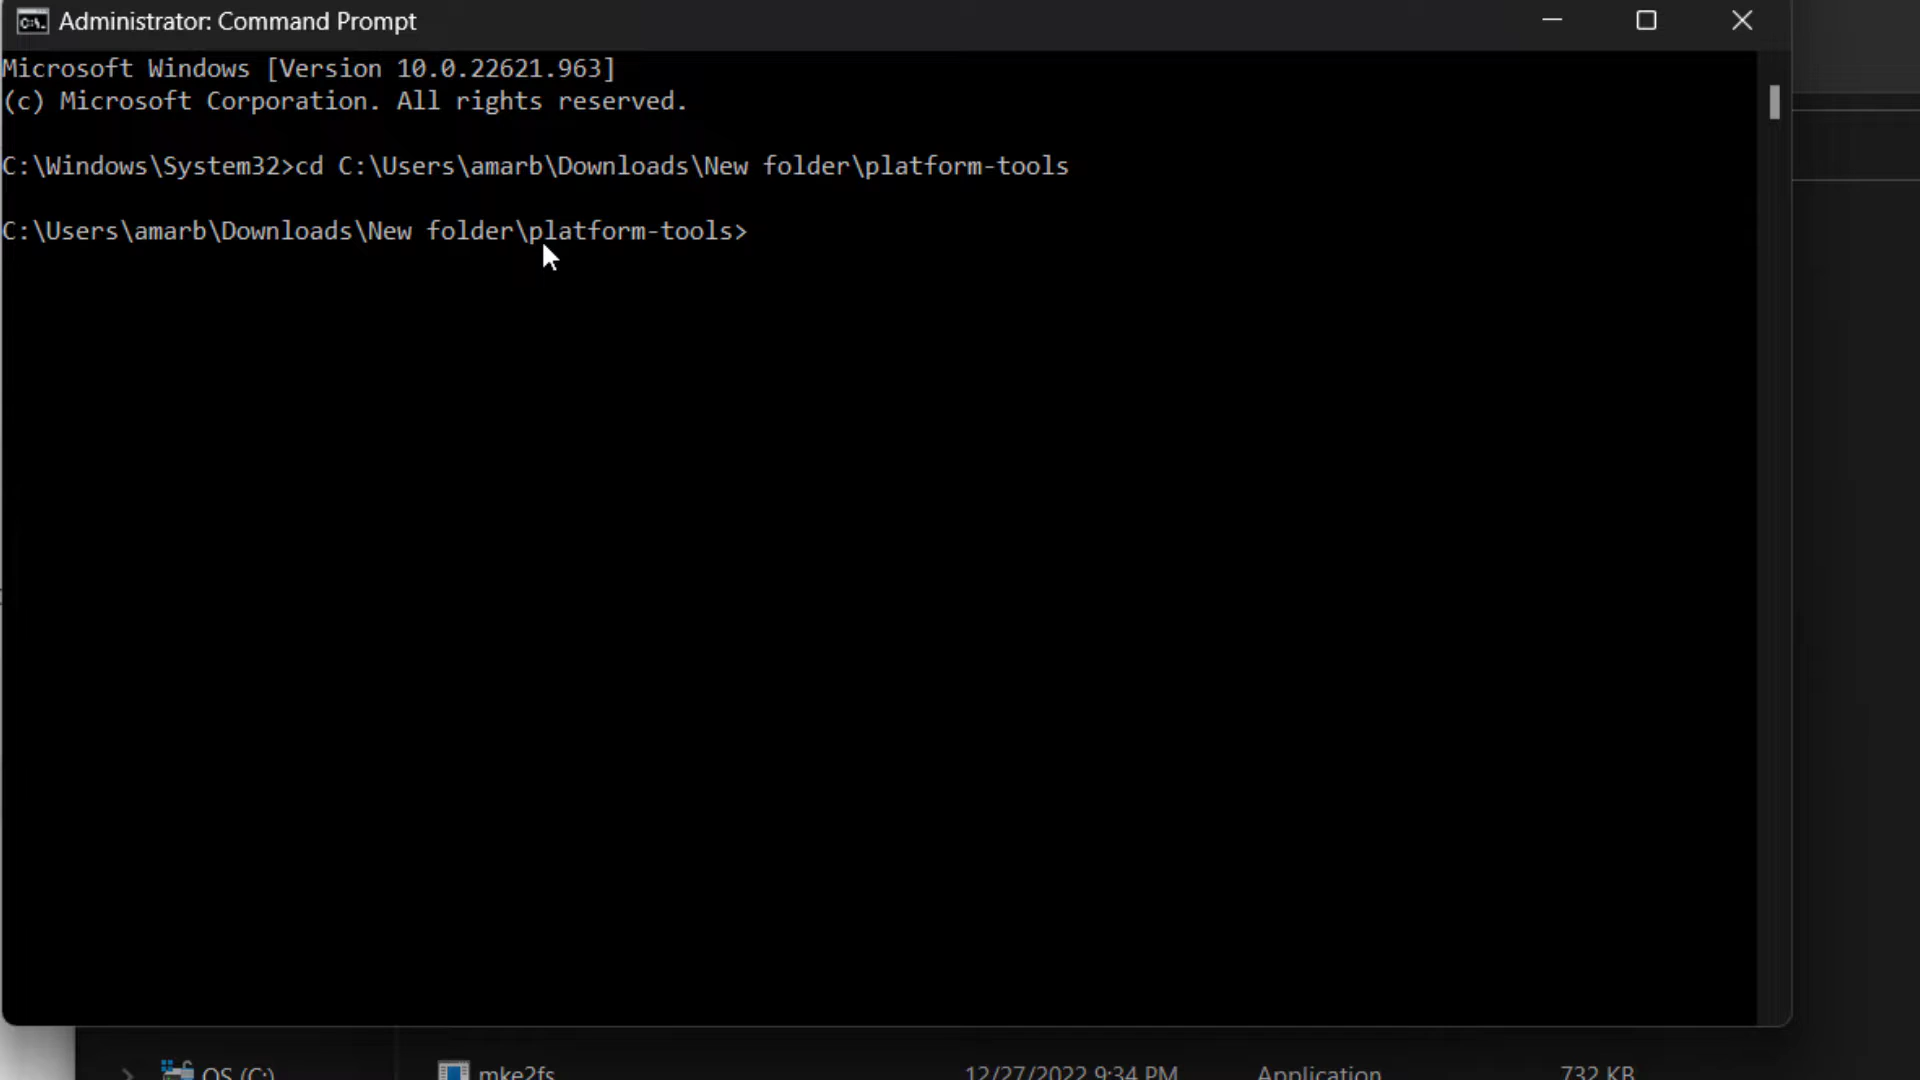 Administrator: Command Prompt
Microsoft Windows [Version 10.0.22621.963]
(c) Microsoft Corporation. All rights reserved.
C:\Windows\System32>cd C:\Users\amarb\Downloads\New folder\platform-tools
C:\Users\amarb\Downloads\New folder\platform-tools>
OS (C:) mke2fs 12/27/2022 9:34 PM Application 732 KB